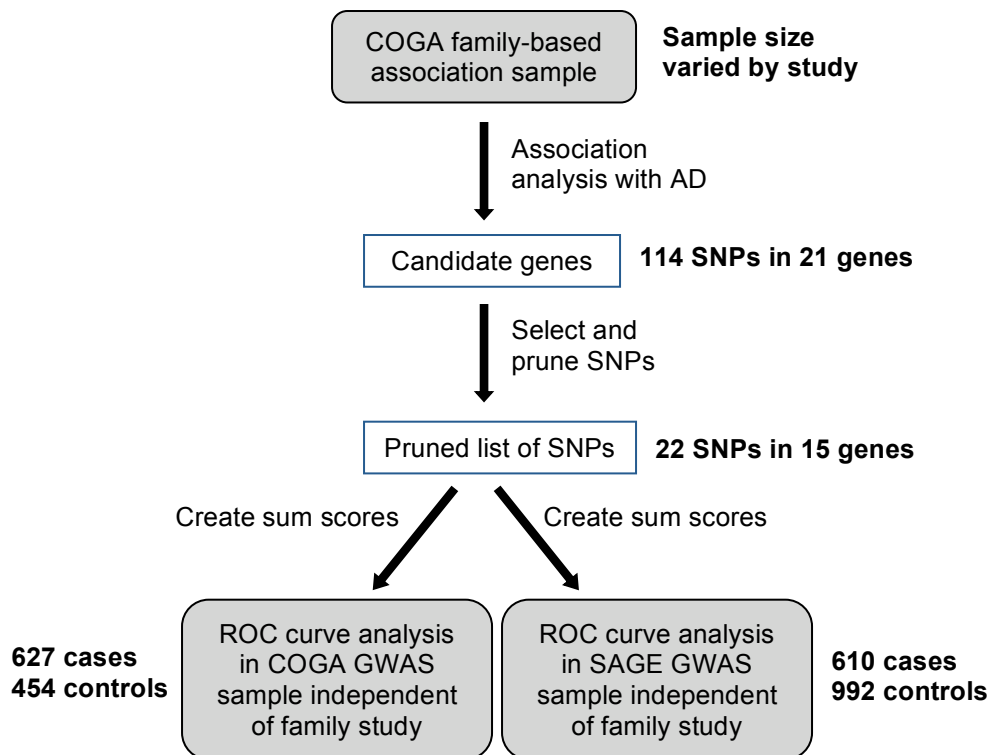 COGA family-based
association sample
Sample size
varied by study
Association
analysis with AD
Candidate genes
114 SNPs in 21 genes
Select and
prune SNPs
Pruned list of SNPs
22 SNPs in 15 genes
Create sum scores
Create sum scores
627 cases
454 controls
ROC curve analysis
in COGA GWAS
sample independent
of family study
ROC curve analysis
in SAGE GWAS
sample independent
of family study
610 cases
992 controls